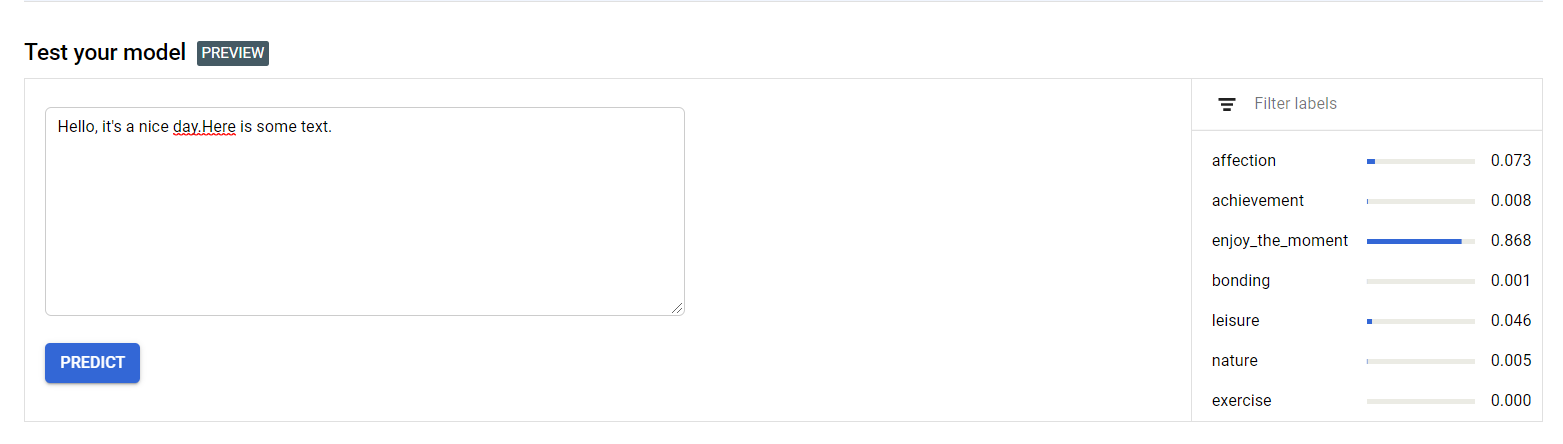 Test your model PREVIEW
Hello, it's a nice day.Here is some text.
PREDICT
Filter labels
affection 0.073
achievement 0.008
enjoy_the_moment 0.868
bonding 0.001
leisure 0.046
nature 0.005
exercise 0.000